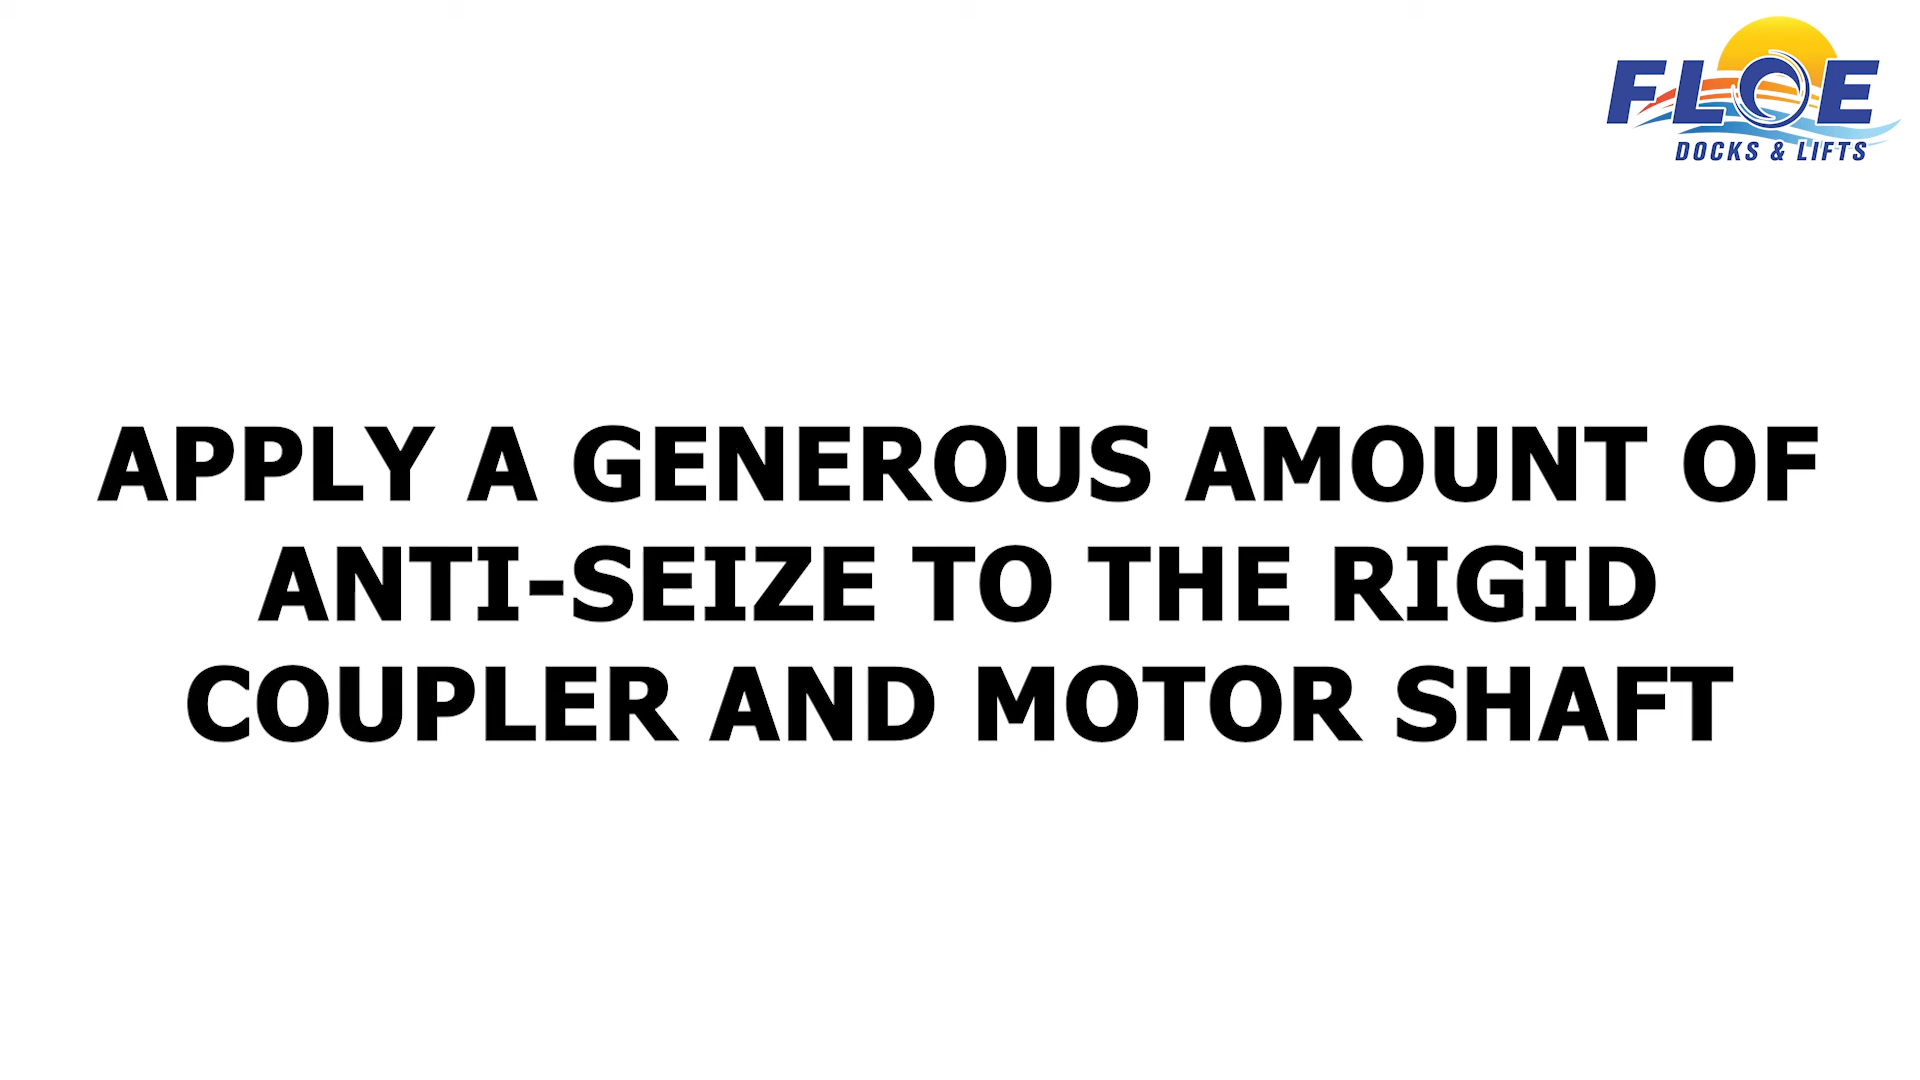 FLOE
DOCKS & LIFTS
APPLY A GENEROUS AMOUNT OF
ANTI-SEIZE TO THE RIGID
COUPLER AND MOTOR SHAFT